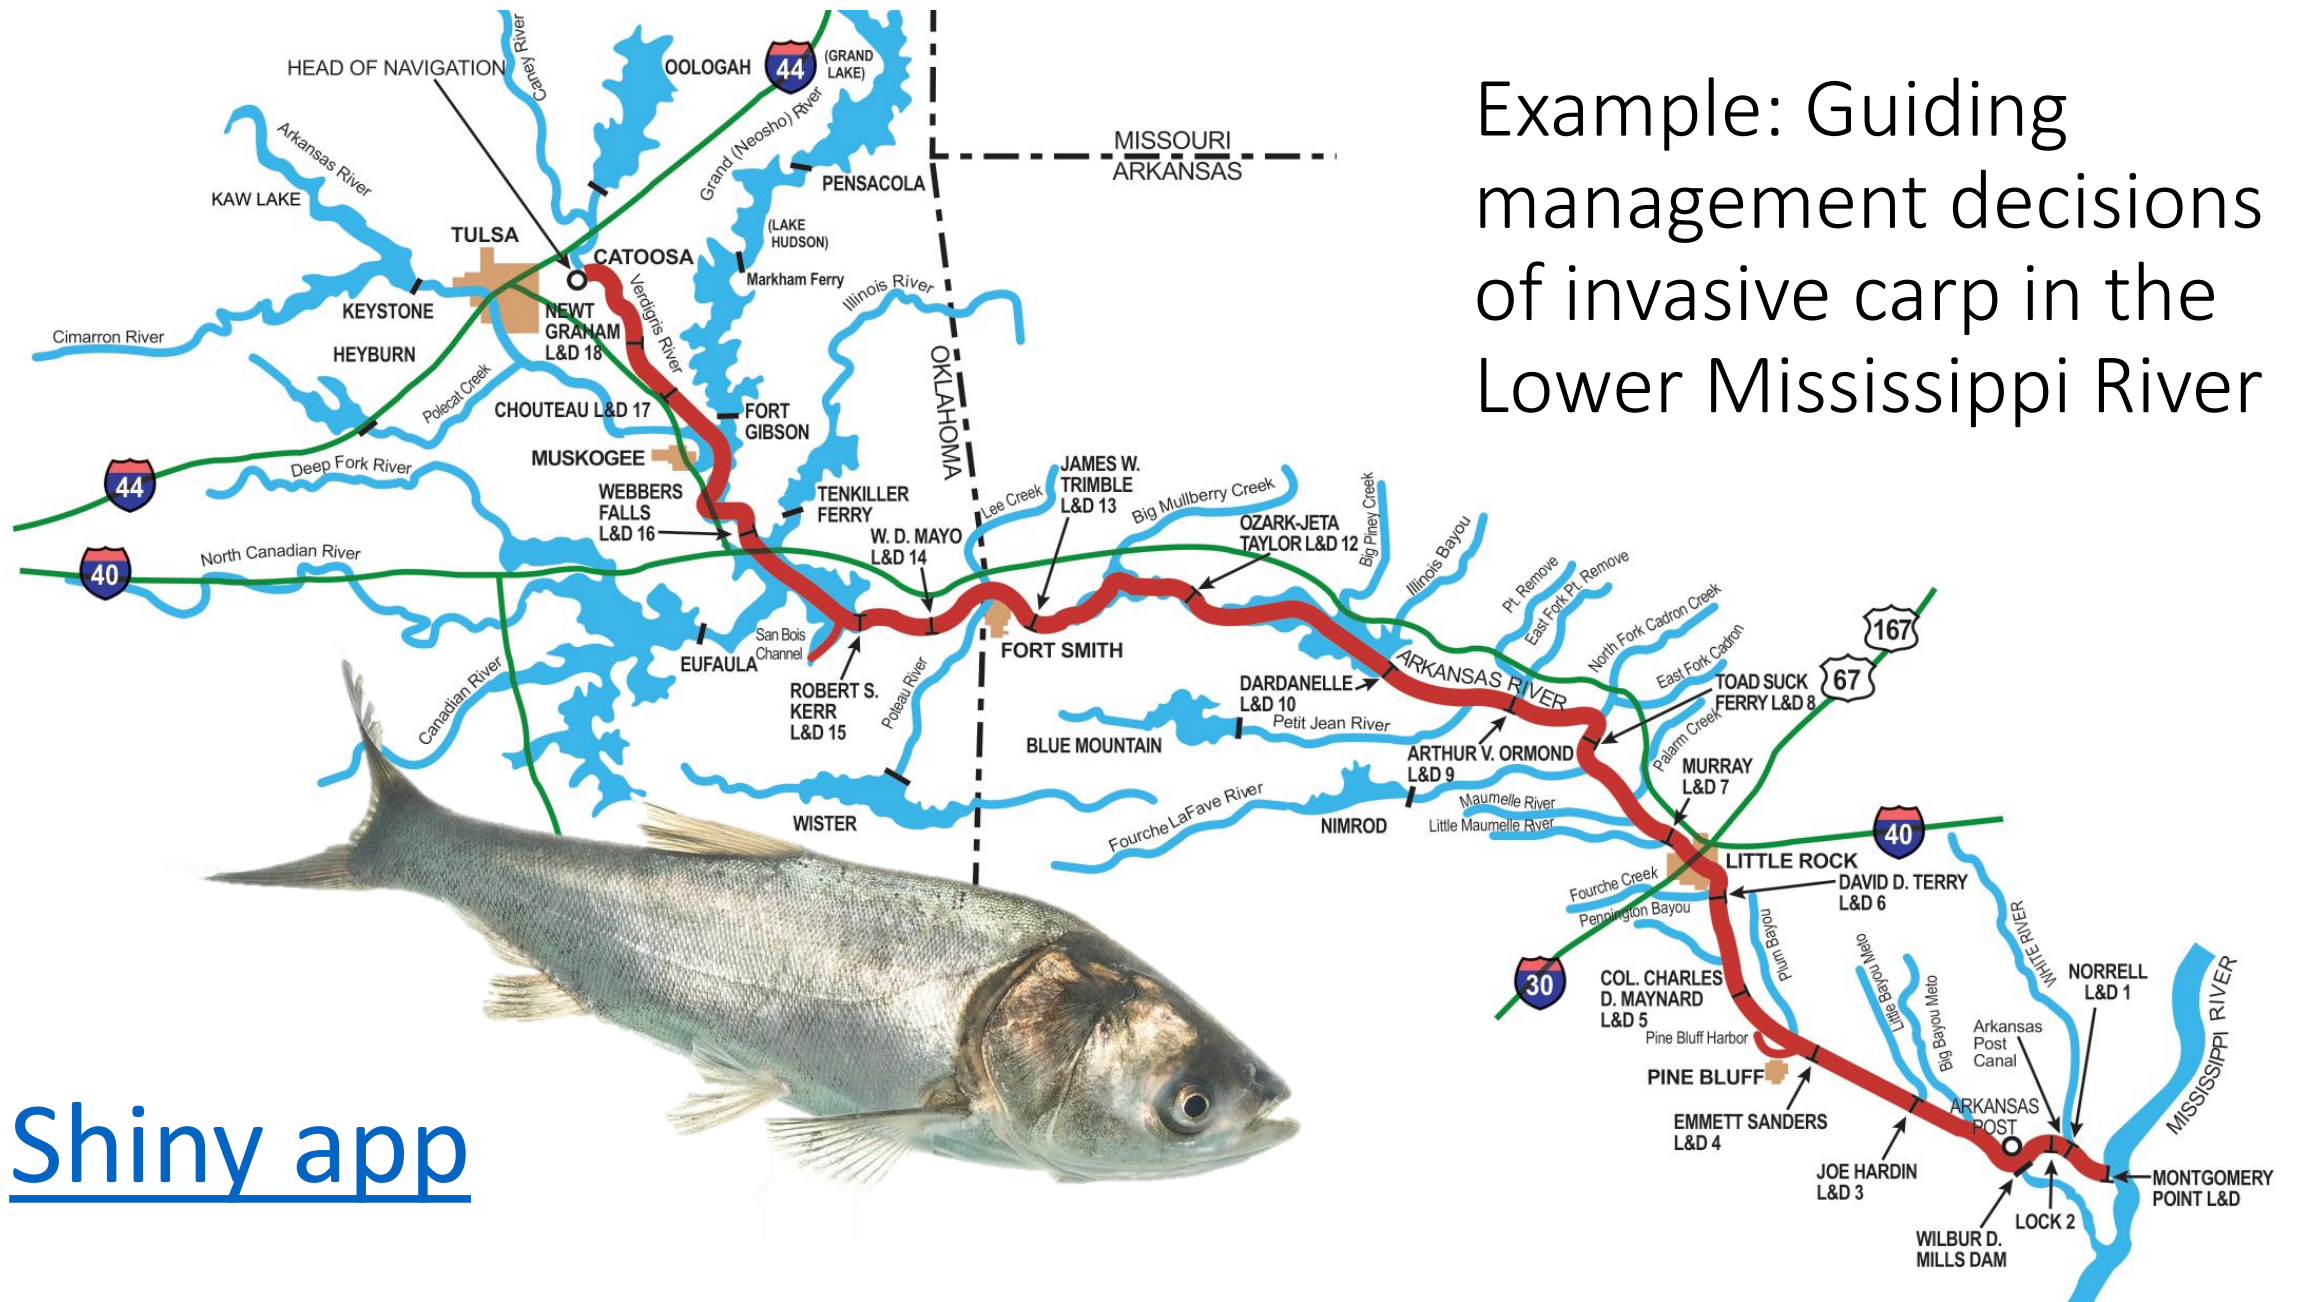 Example: Guiding
management decisions
of invasive carp in the
Lower Mississippi River
Shiny app
HEAD OF NAVIGATION
Caney River
OOLOGAH
44
(GRAND
LAKE)
Grand (Neosho) River
MISSOURI
ARKANSAS
Arkansas River
KAW LAKE
PENSACOLA
TULSA
(LAKE
HUDSON)
CATOOSA
Markham Ferry
Verdigris River
Illinois River
KEYSTONE
NEWT
GRAHAM
L&D 18
Cimarron River
HEYBURN
OKLAHOMA
Polecat Creek
CHOUTEAU L&D 17
FORT
GIBSON
MUSKOGEE
Deep Fork River
44
WEBBERS
FALLS
L&D 16
TENKILLER
FERRY
W. D. MAYO
L&D 14
Lee Creek
JAMES W.
TRIMBLE
L&D 13
Big Mullberry Creek
OZARK-JETA
TAYLOR L&D 12
Big Piney Creek
Illinois Bayou
Pt. Remove
East Fork Pt. Remove
North Fork Cadron Creek
East Fork Cadron
167
67
North Canadian River
40
San Bois
Channel
EUFAULA
Canadian River
ROBERT S.
KERR
L&D 15
Poteau River
FORT SMITH
ARKANSAS RIVER
DARDANELLE
L&D 10
TOAD SUCK
FERRY L&D 8
Palarm Creek
BLUE MOUNTAIN
Petit Jean River
ARTHUR V. ORMOND
L&D 9
MURRAY
L&D 7
WISTER
Fourche LaFave River
NIMROD
Maumelle River
Little Maumelle River
40
LITTLE ROCK
Fourche Creek
DAVID D. TERRY
L&D 6
Pennington Bayou
Plum Bayou
30
COL. CHARLES
D. MAYNARD
L&D 5
Little Bayou Meto
Big Bayou Meto
WHITE RIVER
NORRELL
L&D 1
MISSISSIPPI RIVER
Arkansas
Post
Canal
Pine Bluff Harbor
PINE BLUFF
EMMETT SANDERS
L&D 4
ARKANSAS
POST
JOE HARDIN
L&D 3
MONTGOMERY
POINT L&D
LOCK 2
WILBUR D.
MILLS DAM